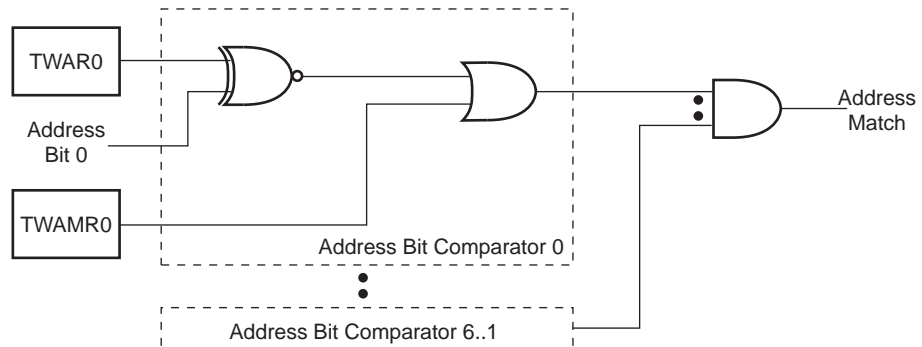 TWAR0
Address
Bit 0
TWAMR0
Address Bit Comparator 0
Address Bit Comparator 6..1
Address
Match